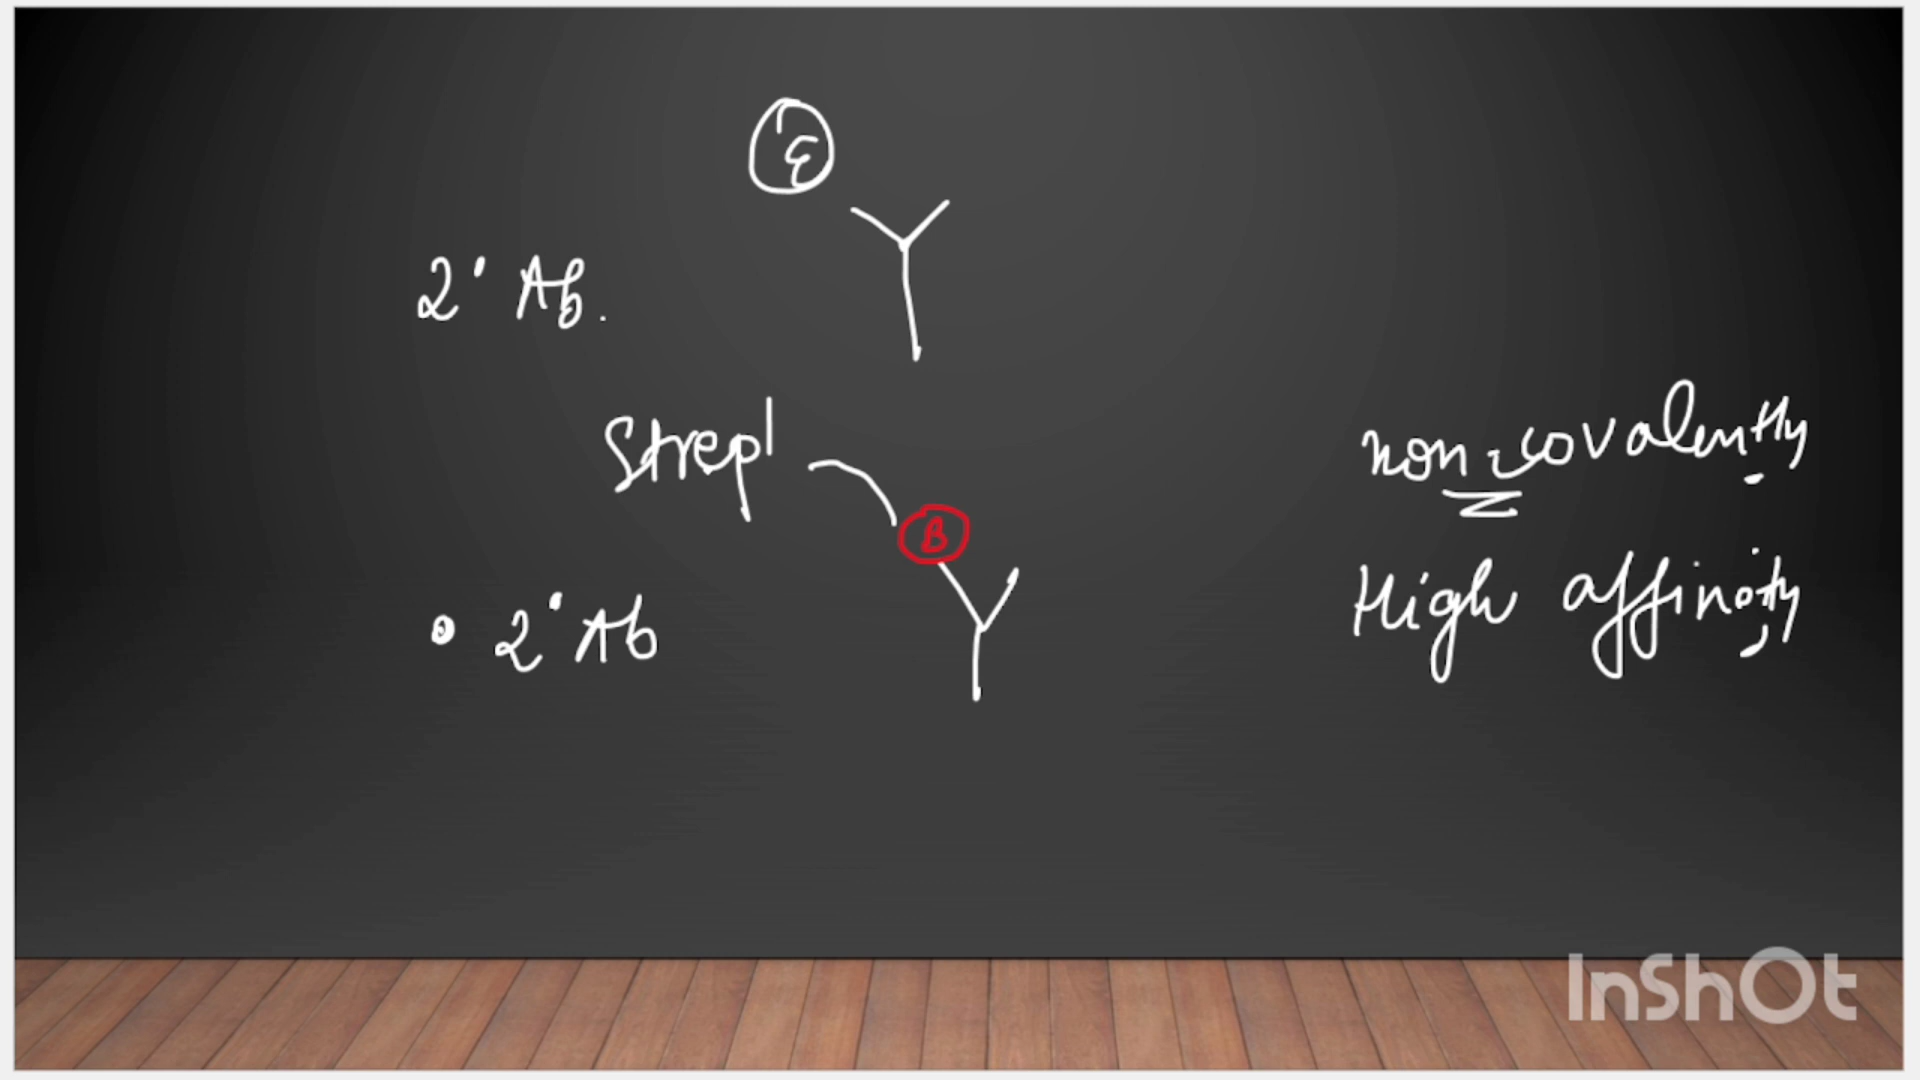 E
2° Ab.
Strep
non-covalently
B
High affinity
• 2° Ab
InShOt